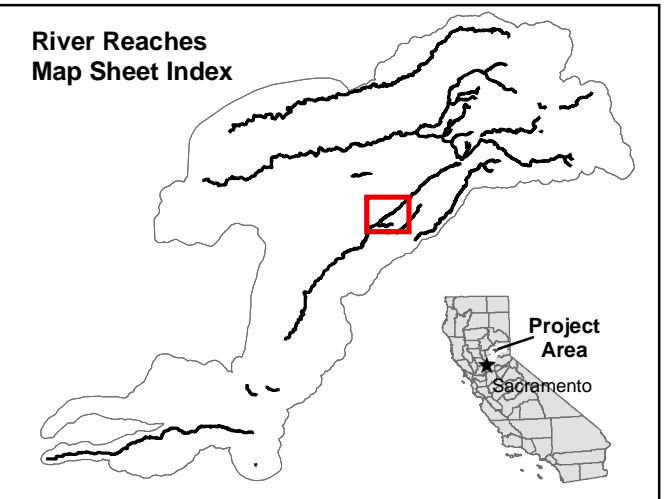 River Reaches
Map Sheet Index
Project
Area
Sacramento